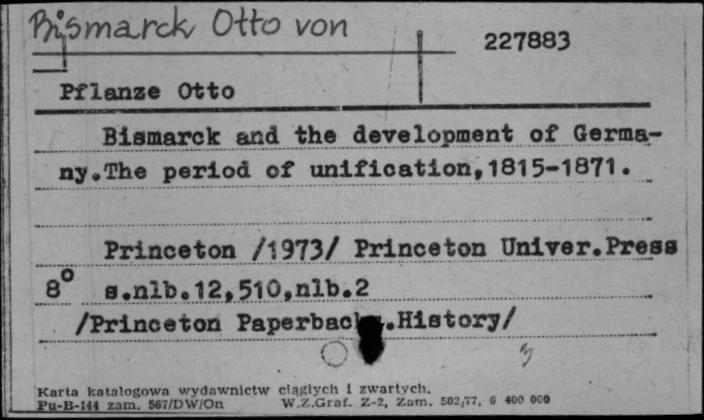 Bismarck Otto von
227883
Pflanze Otto
Bismarck and the development of Germa-
ny.The period of unification,1815-1871.
Princeton /1973/ Princeton Univer.Press
8° s.nlb.12,510,nlb.2
/Princeton Paperback.History/
3
Karta katalogowa wydawnictw ciągłych i zwartych.
Pu-B-144 zam. 567/DW/On W.Z.Graf. Z-2, Zam. 502/77, 6 400 000